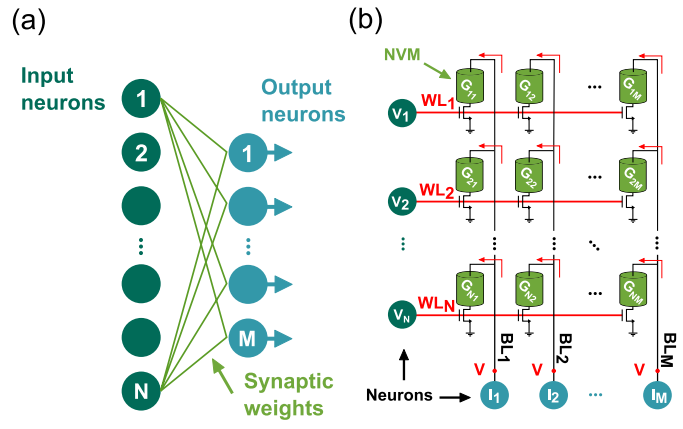 (a)
Input
neurons
Output
neurons
1
2
N
1
M
Synaptic
weights
(b)
NVM
G11 G12 ... G1M
V1 WL1
G21 G22 ... G2M
V2 WL2
GN1 GN2 ... GNM
VN WLN
BL1 BL2 BLM
V V V
Neurons
I1 I2 ... IM